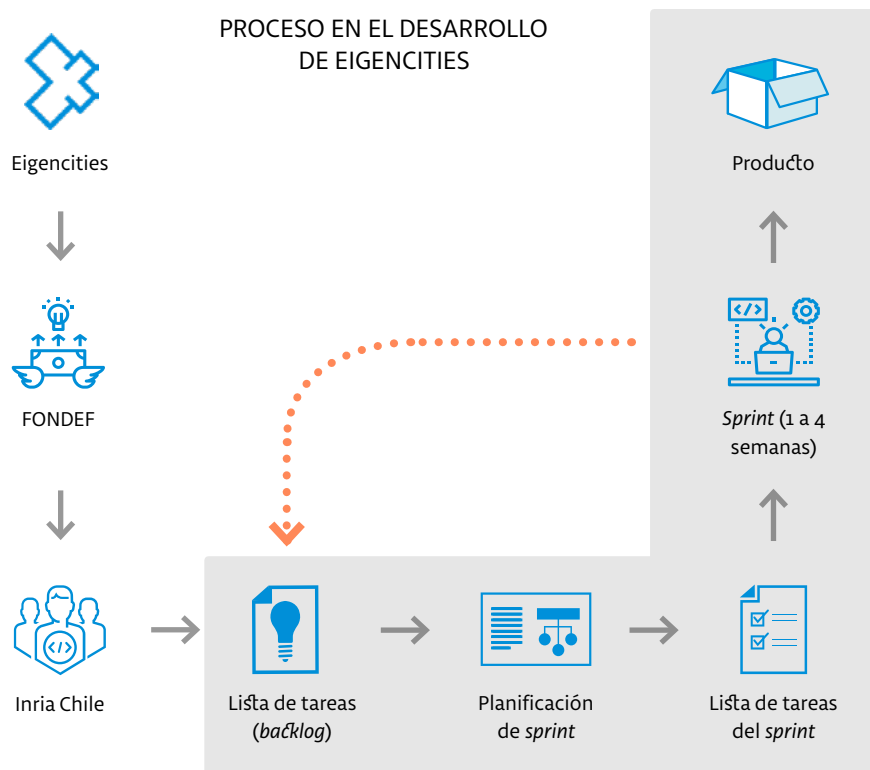 PROCESO EN EL DESARROLLO
DE EIGENCITIES
Eigencities
FONDEF
Inria Chile
Lista de tareas
(backlog)
Planificación
de sprint
Lista de tareas
del sprint
Sprint (1 a 4
semanas)
Producto